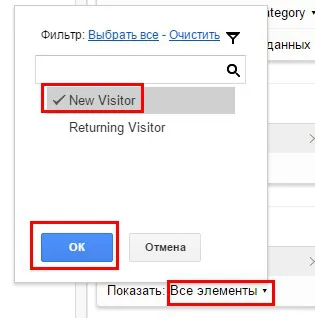 Фильтр: Выбрать все - Очистить
New Visitor
Returning Visitor
ОК
Отмена
ategory
данных
Показать: Все элементы